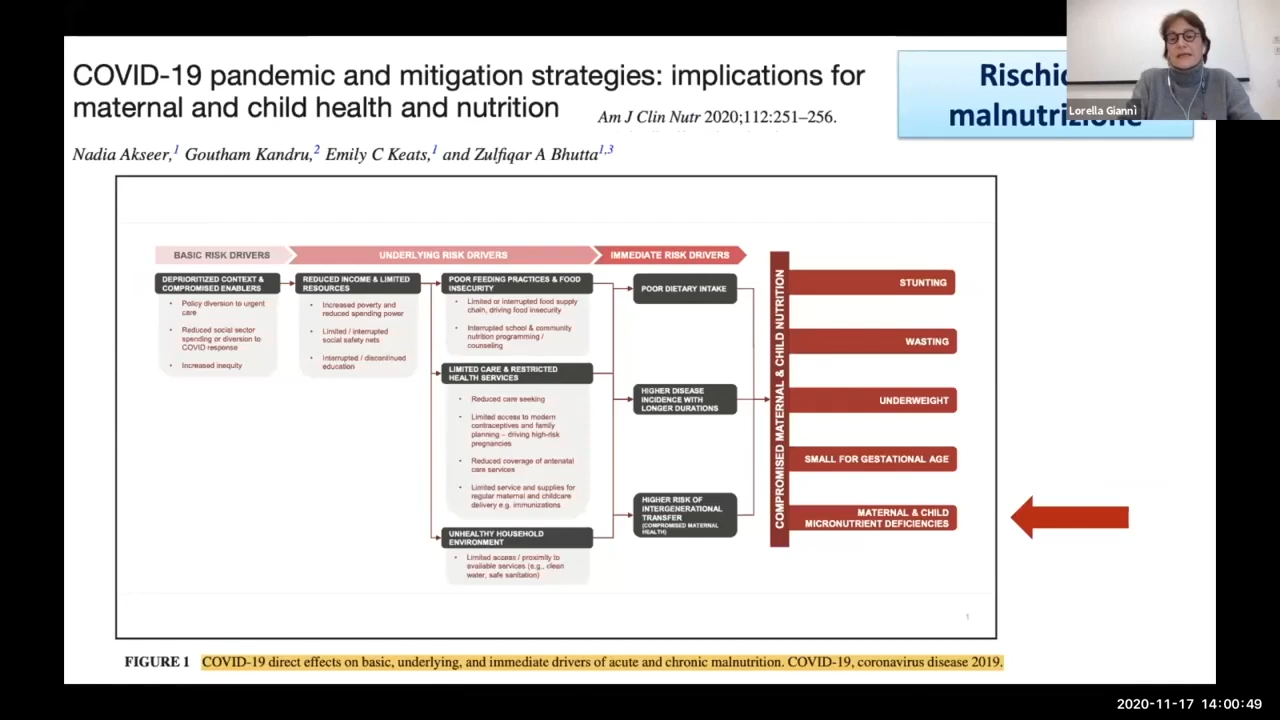 COVID-19 pandemic and mitigation strategies: implications for
maternal and child health and nutrition
Am J Clin Nutr 2020;112:251–256.
Nadia Akseer,1 Goutham Kandru,2 Emily C Keats,1 and Zulfiqar A Bhutta1,3
malnutrizione
Lorella Giannì
BASIC RISK DRIVERS
UNDERLYING RISK DRIVERS
IMMEDIATE RISK DRIVERS
DEPRIORITIZED CONTEXT &
COMPROMISED ENABLERS
• Policy diversion to urgent
care
• Reduced social sector
spending or diversion to
COVID response
• Increased inequity
REDUCED INCOME & LIMITED
RESOURCES
• Increased poverty and
reduced spending power
• Limited / interrupted
social safety nets
• Interrupted / discontinued
education
POOR FEEDING PRACTICES & FOOD
INSECURITY
• Limited or interrupted food supply
chain, driving food insecurity
• Interrupted school & community
nutrition programming /
counseling
LIMITED CARE & RESTRICTED
HEALTH SERVICES
• Reduced care seeking
• Limited access to modern
contraceptives and family
planning – driving high-risk
pregnancies
• Reduced coverage of antenatal
care services
• Limited service and supplies for
regular maternal and childcare
delivery e.g. immunizations
UNHEALTHY HOUSEHOLD
ENVIRONMENT
• Limited access / proximity to
available services (e.g., clean
water, safe sanitation)
POOR DIETARY INTAKE
HIGHER DISEASE
INCIDENCE WITH
LONGER DURATIONS
HIGHER RISK OF
INTERGENERATIONAL
TRANSFER
(COMPROMISED MATERNAL
HEALTH)
COMPROMISED MATERNAL & CHILD NUTRITION
STUNTING
WASTING
UNDERWEIGHT
SMALL FOR GESTATIONAL AGE
MATERNAL & CHILD
MICRONUTRIENT DEFICIENCIES
1
FIGURE 1 COVID-19 direct effects on basic, underlying, and immediate drivers of acute and chronic malnutrition. COVID-19, coronavirus disease 2019.
2020-11-17 14:00:49